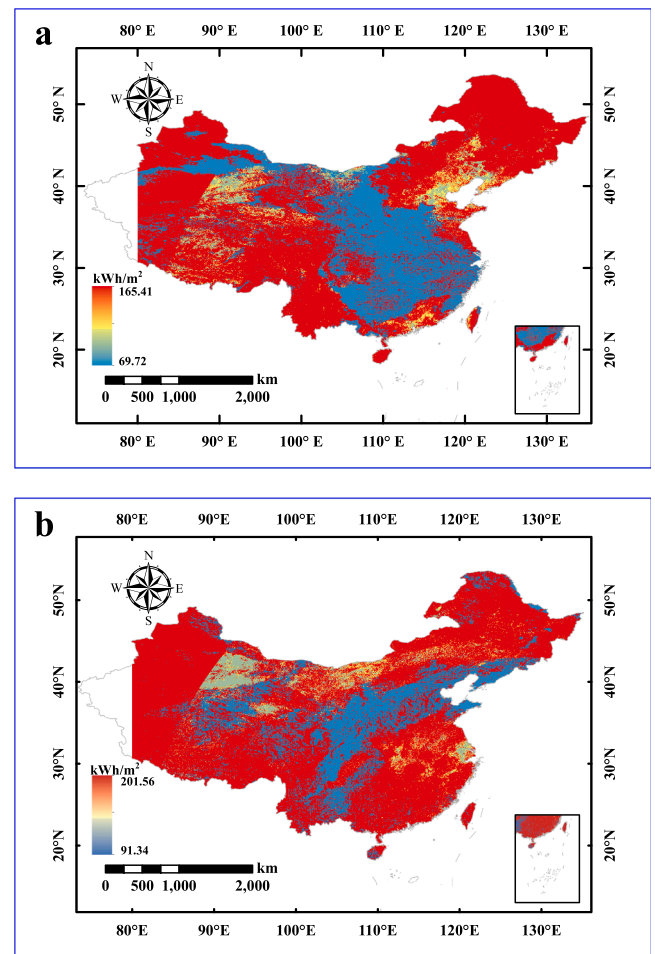 a
80° E 90° E 100° E 110° E 120° E 130° E
N
W E
S
50° N
40° N
30° N
20° N
50° N
40° N
30° N
20° N
kWh/m²
165.41
69.72
km
0 500 1,000 2,000
80° E 90° E 100° E 110° E 120° E 130° E
b
80°E 90°E 100°E 110°E 120°E 130°E
N
W E
S
50°N
40°N
30°N
20°N
50°N
40°N
30°N
20°N
kWh/m²
201.56
91.34
km
0 500 1,000 2,000
80°E 90°E 100°E 110°E 120°E 130°E